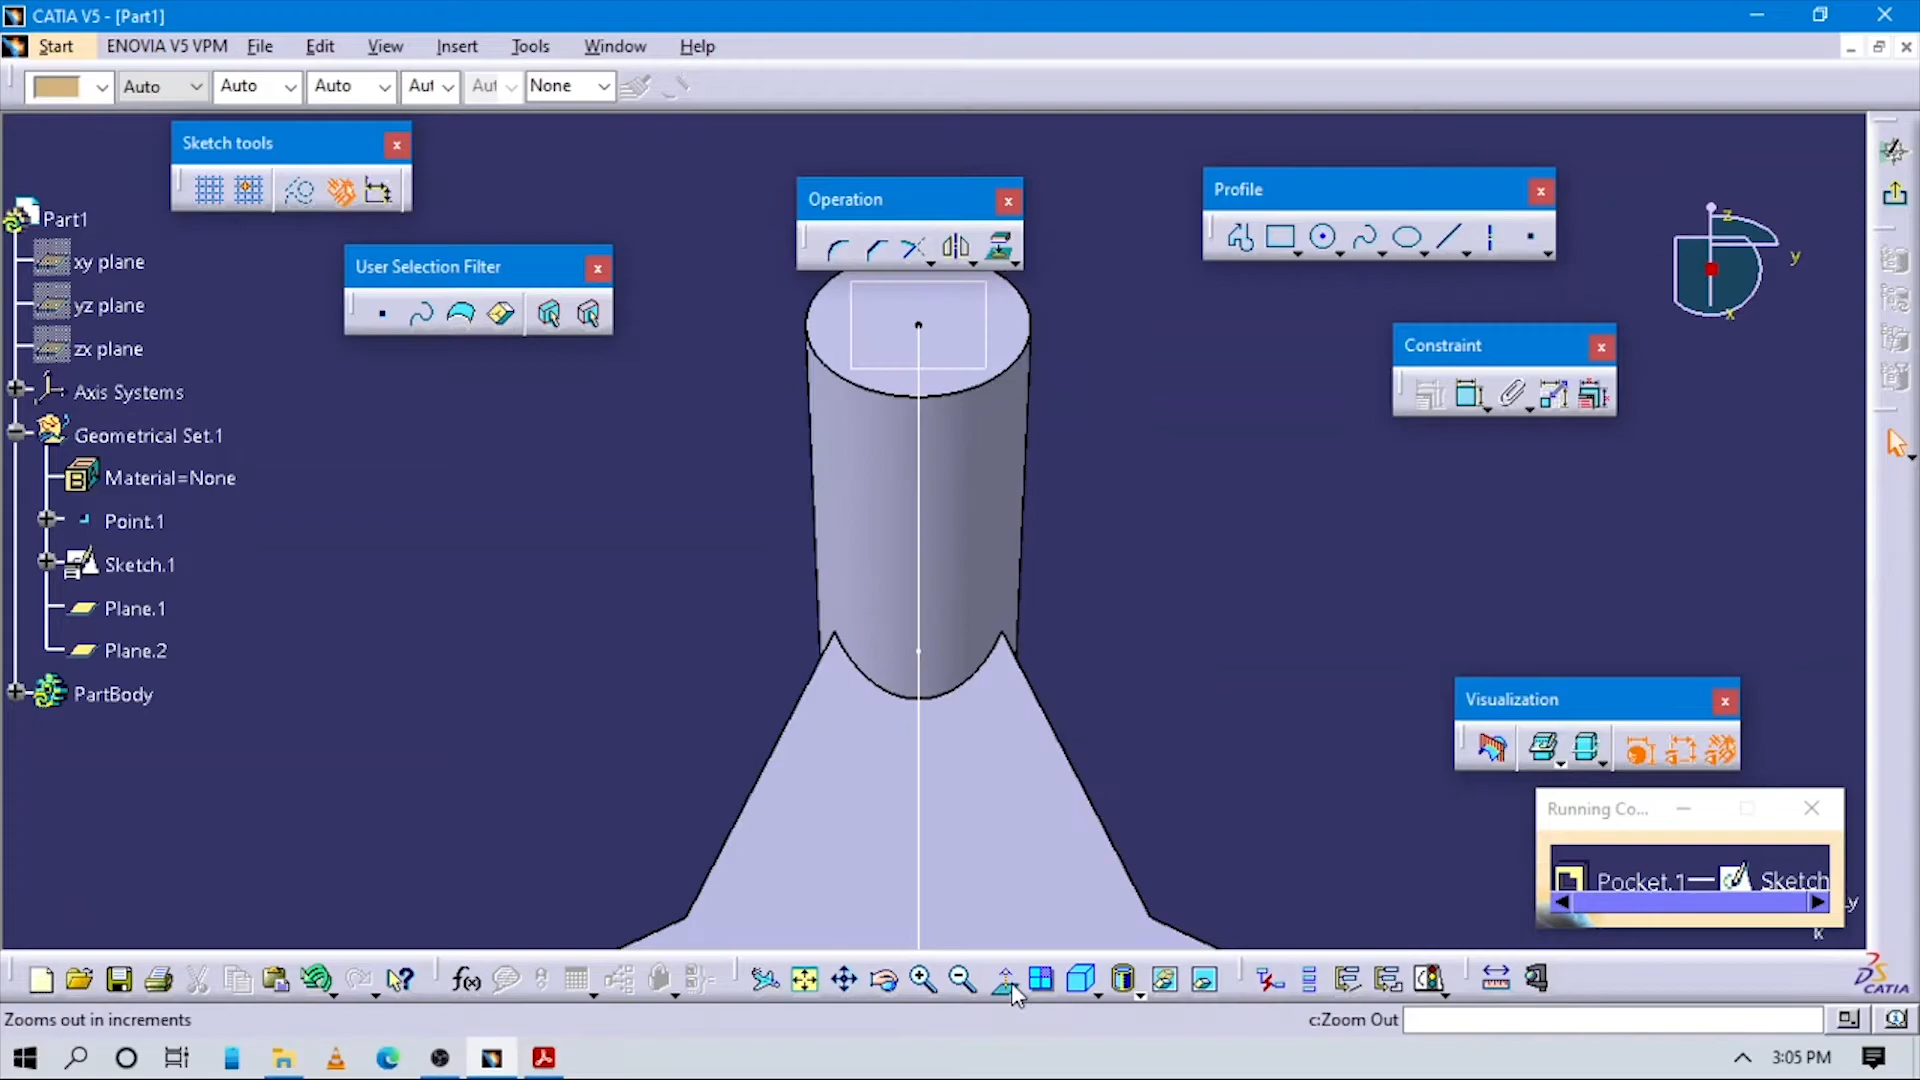 CATIA V5 - [Part1]
Start ENOVIA V5 VPM File Edit View Insert Tools Window Help
Auto Auto Auto Aut Aut None
Sketch tools
Operation
Profile
User Selection Filter
Constraint
Part1
xy plane
yz plane
zx plane
Axis Systems
Geometrical Set.1
Material=None
Point.1
Sketch.1
Plane.1
Plane.2
PartBody
z
y
x
Visualization
Running Co...
Pocket.1 Sketch
y
x
f(x)
CATIA
Zooms out in increments
c:Zoom Out
3:05 PM